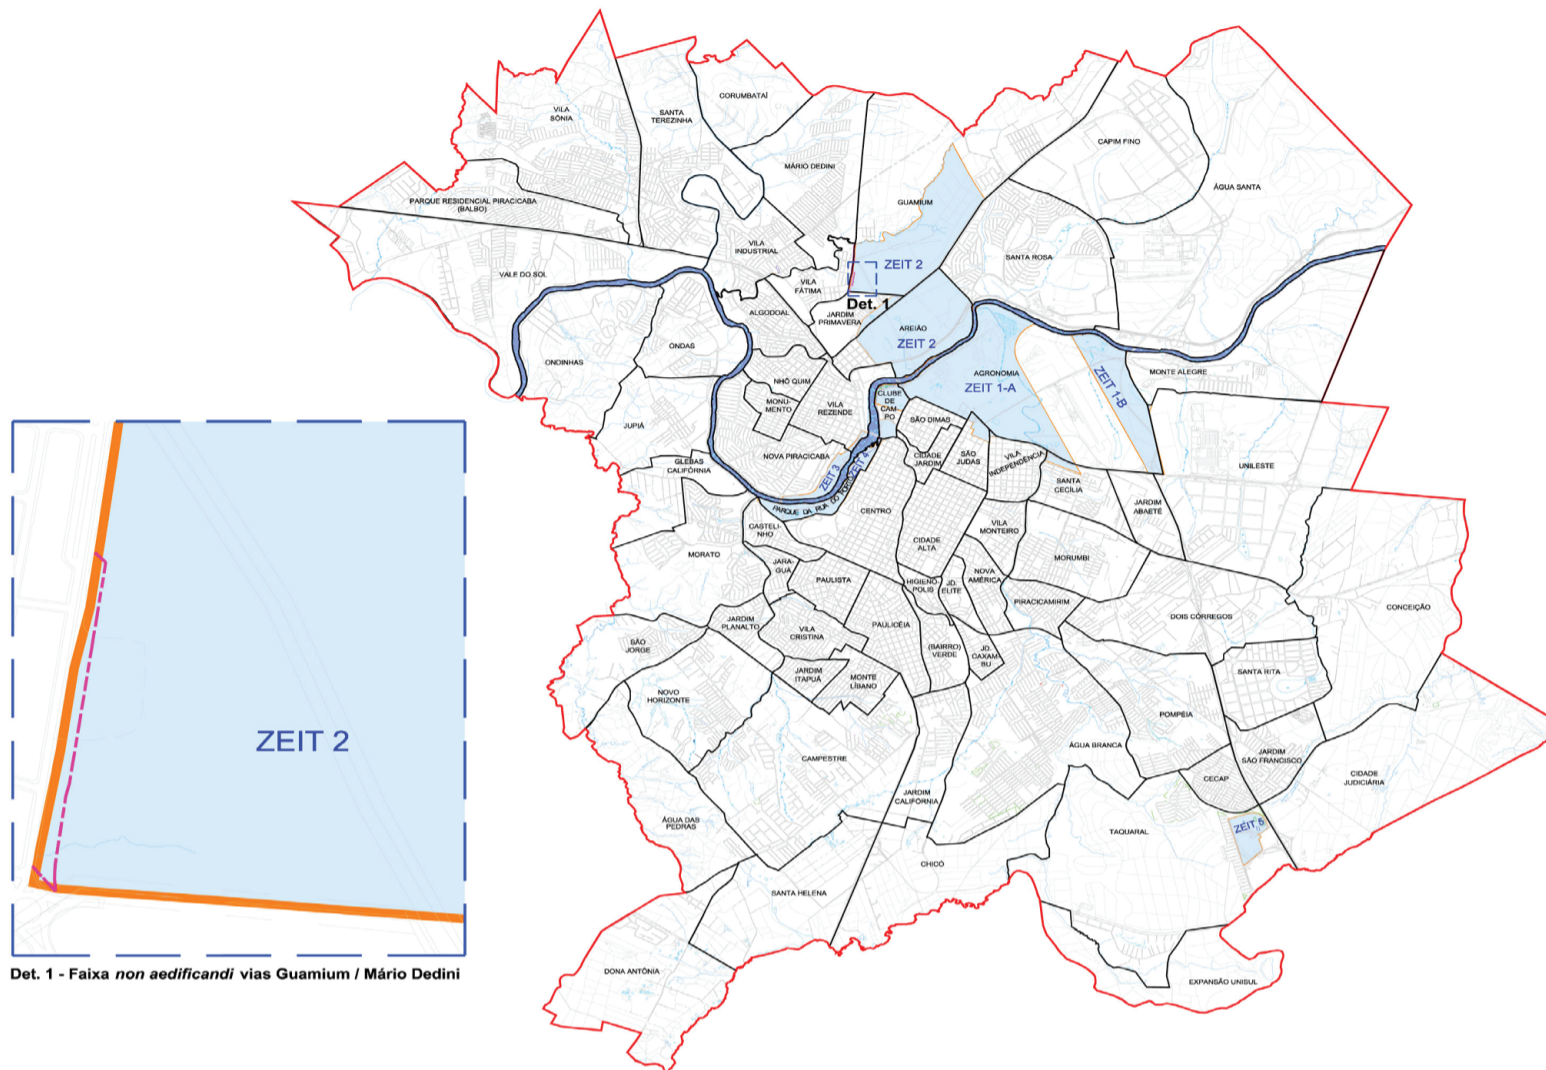 CORUMBATAÍ
VILA
SÔNIA
SANTA
TEREZINHA
CAPIM FINO
MÁRIO DEDINI
ÁGUA SANTA
PARQUE RESIDENCIAL PIRACICABA
(BALBO)
GUAMIUM
VILA
INDUSTRIAL
SANTA ROSA
ZEIT 2
VALE DO SOL
VILA
FÁTIMA
Det. 1
ALGODOAL
JARDIM
PRIMAVERA
AREIÃO
ZEIT 2
ONDAS
ONDINHAS
AGRONOMIA
ZEIT 1-A
ZEIT 1-B
MONTE ALEGRE
NHÔ QUIM
CLUBE
DE
CAM-
PO
MONU-
MENTO
VILA
REZENDE
SÃO DIMAS
JUPIÁ
NOVA PIRACICABA
CIDADE
JARDIM
SÃO
JUDAS
VILA
INDEPENDÊNCIA
GLEBAS
CALIFÓRNIA
ZEIT 3
ZEIT 4
UNILESTE
SANTA
CECÍLIA
PARQUE DA RUA DO PORTO
CENTRO
JARDIM
ABAETÉ
CASTELI-
NHO
VILA
MONTEIRO
CIDADE
ALTA
MORATO
MORUMBI
JARA-
GUÁ
PAULISTA
NOVA
AMÉRICA
HIGIENÓ-
POLIS
JD.
ELITE
PIRACICAMIRIM
CONCEIÇÃO
DOIS CÓRREGOS
JARDIM
PLANALTO
VILA
CRISTINA
PAULICÉIA
SÃO
JORGE
(BAIRRO)
VERDE
JD.
CAXAM-
BU
JARDIM
ITAPUÃ
MONTE
LÍBANO
SANTA RITA
NOVO
HORIZONTE
POMPÉIA
ÁGUA BRANCA
JARDIM
SÃO FRANCISCO
CAMPESTRE
CECAP
CIDADE
JUDICIÁRIA
JARDIM
CALIFÓRNIA
ÁGUA DAS
PEDRAS
TAQUARAL
ZEIT 5
CHICÓ
SANTA HELENA
DONA ANTÔNIA
EXPANSÃO UNISUL
ZEIT 2
Det. 1 - Faixa non aedificandi vias Guamium / Mário Dedini